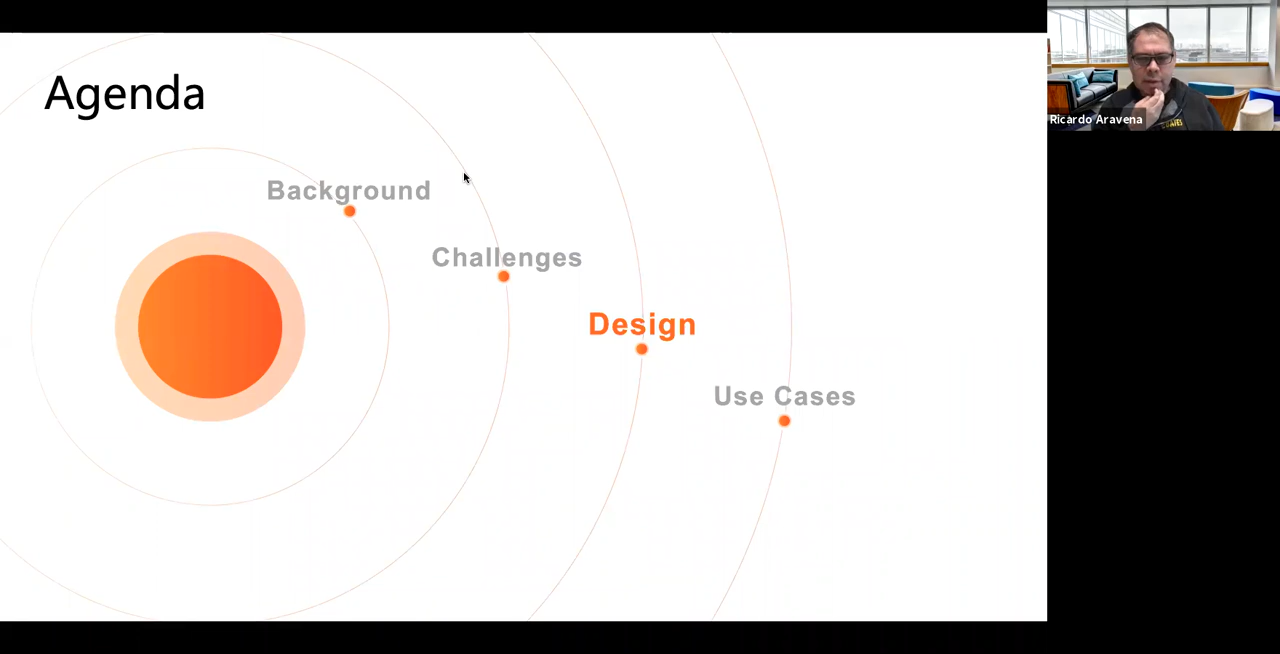 Agenda
Background
Challenges
Design
Use Cases
Ricardo Aravena